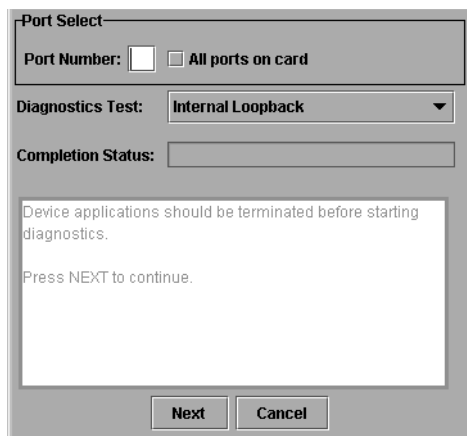 Port Select
Port Number: All ports on card
Diagnostics Test: Internal Loopback
Completion Status:
Device applications should be terminated before starting
diagnostics.
Press NEXT to continue.
Next Cancel